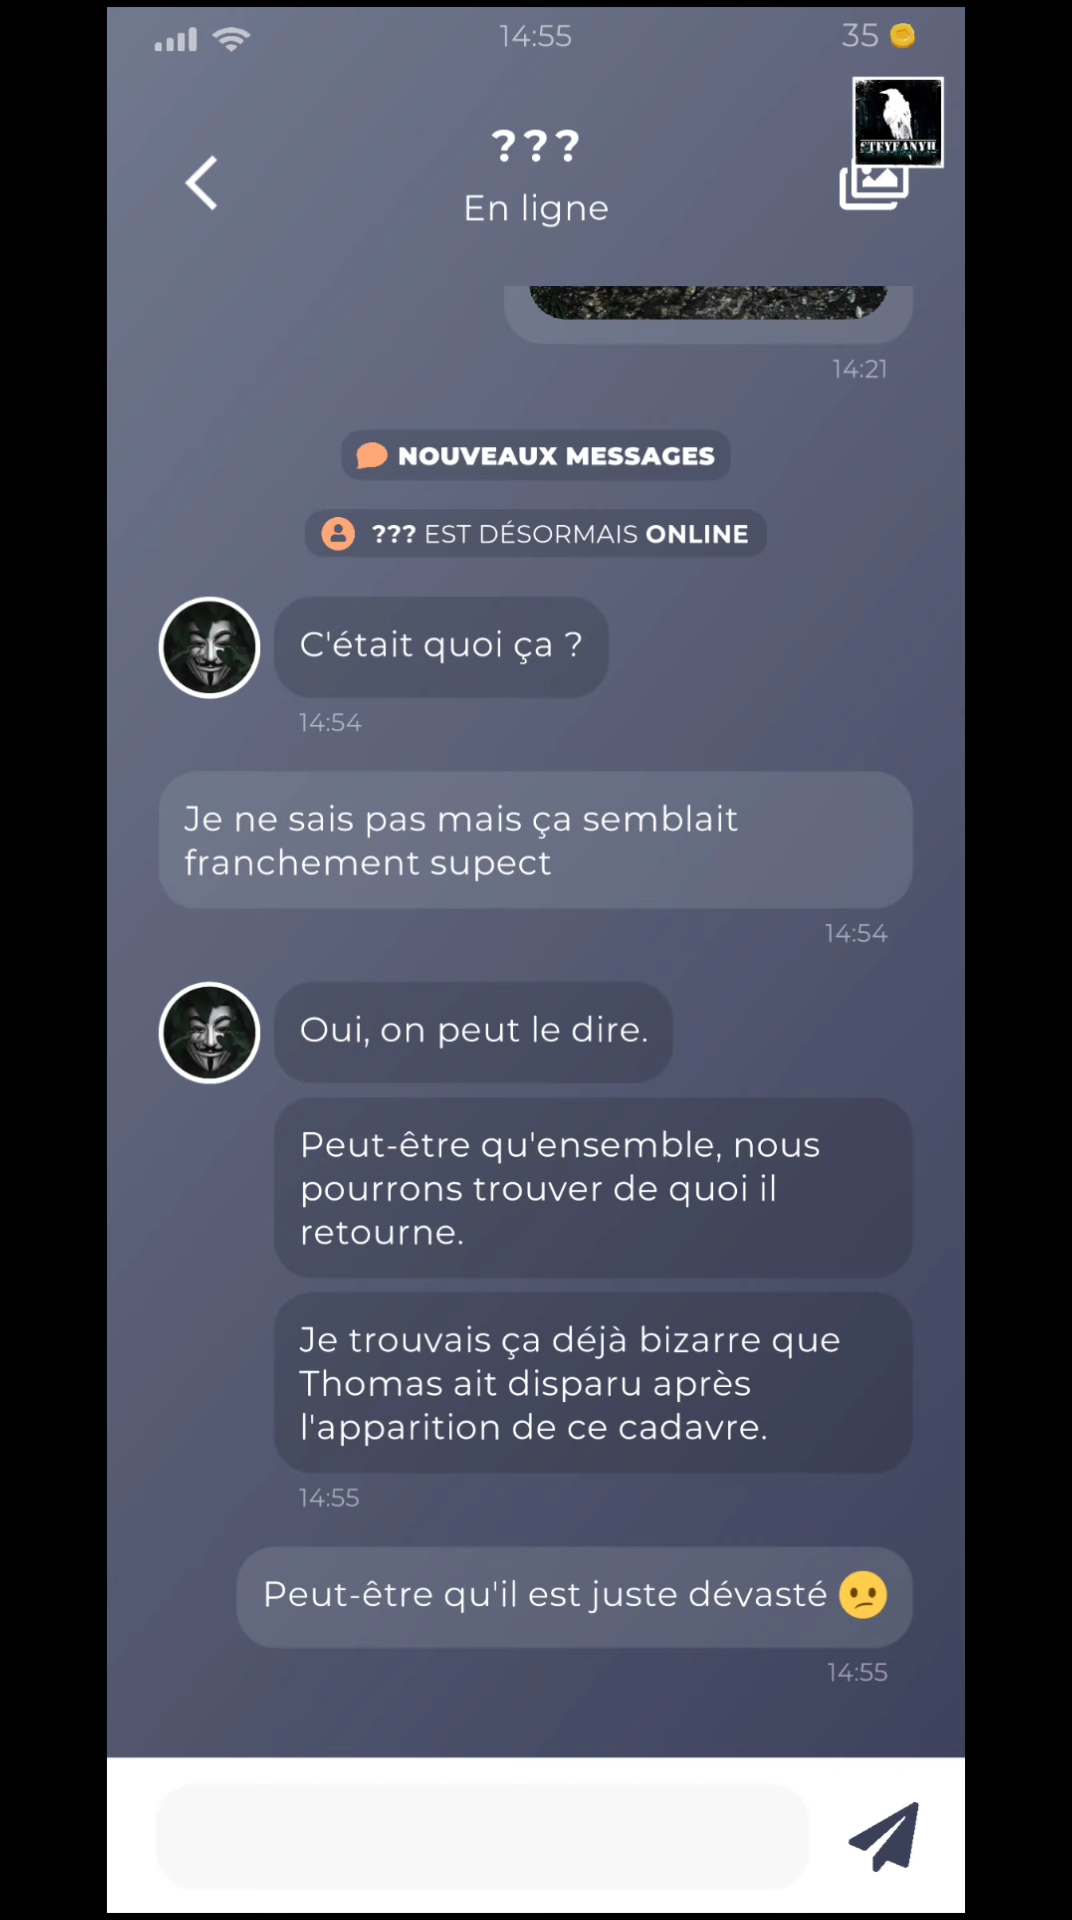 14:55
35
STEYFANYH
???
En ligne
14:21
NOUVEAUX MESSAGES
??? EST DÉSORMAIS ONLINE
C'était quoi ça ?
14:54
Je ne sais pas mais ça semblait
franchement supect
14:54
Oui, on peut le dire.
Peut-être qu'ensemble, nous
pourrons trouver de quoi il
retourne.
Je trouvais ça déjà bizarre que
Thomas ait disparu après
l'apparition de ce cadavre.
14:55
Peut-être qu'il est juste dévasté
14:55